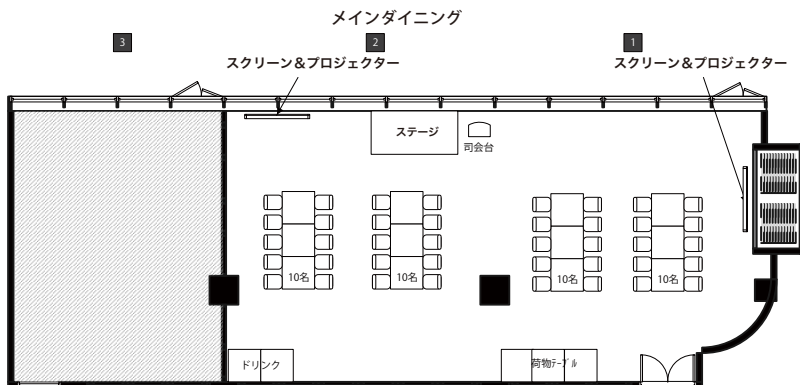 メインダイニング
3
2
1
スクリーン&プロジェクター
スクリーン&プロジェクター
ステージ
司会台
10名
10名
10名
10名
ドリンク
荷物ﾃｰﾌﾞﾙ